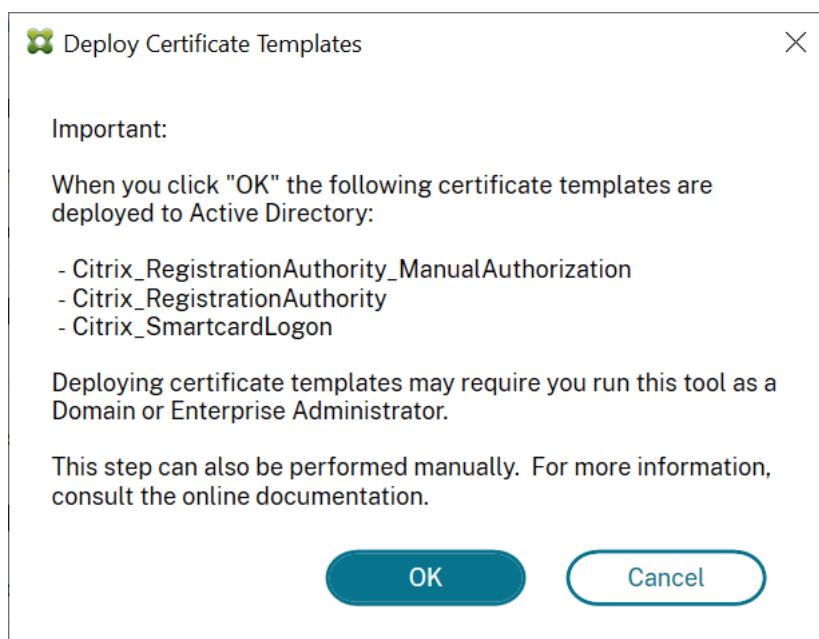 Deploy Certificate Templates
Important:
When you click "OK" the following certificate templates are
deployed to Active Directory:
- Citrix_RegistrationAuthority_ManualAuthorization
- Citrix_RegistrationAuthority
- Citrix_SmartcardLogon
Deploying certificate templates may require you run this tool as a
Domain or Enterprise Administrator.
This step can also be performed manually.  For more information,
consult the online documentation.
OK
Cancel